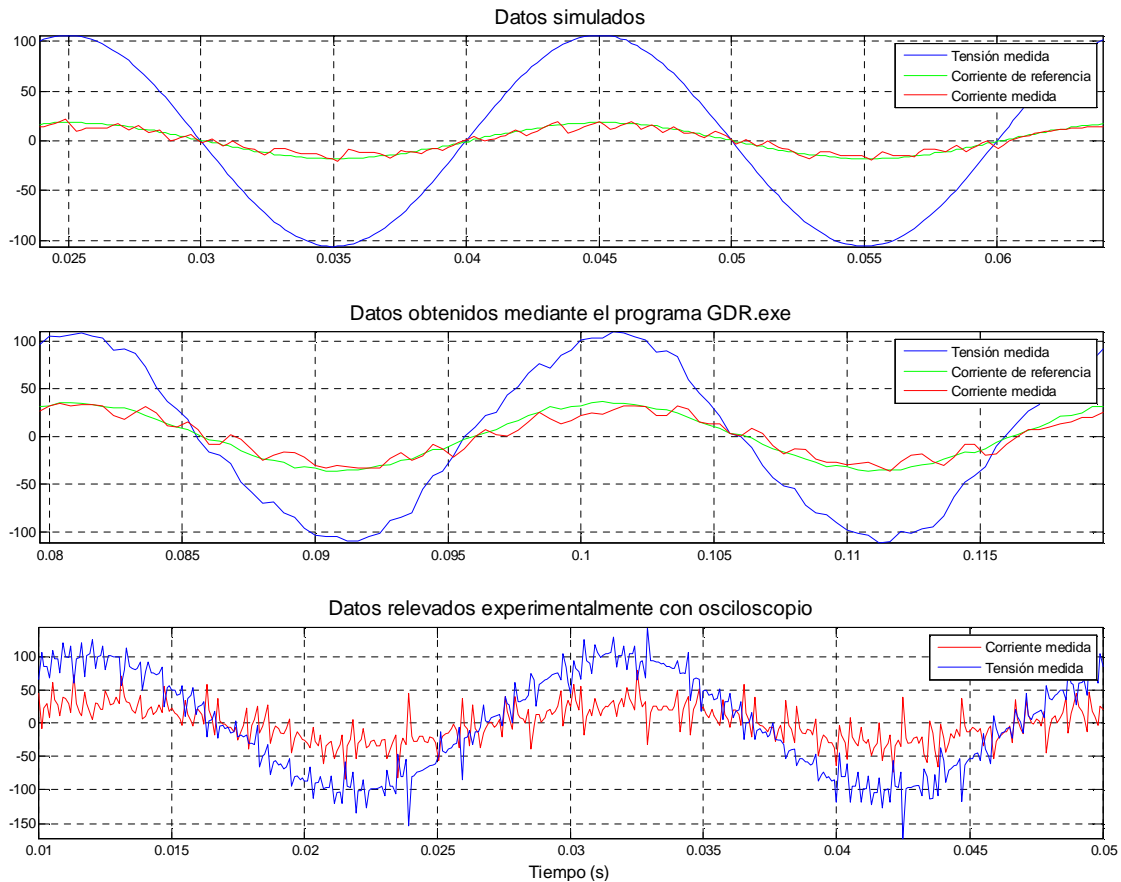 Datos simulados
100
50
0
-50
-100
Tensión medida
Corriente de referencia
Corriente medida
0.025 0.03 0.035 0.04 0.045 0.05 0.055 0.06
Datos obtenidos mediante el programa GDR.exe
100
50
0
-50
-100
Tensión medida
Corriente de referencia
Corriente medida
0.08 0.085 0.09 0.095 0.1 0.105 0.11 0.115
Datos relevados experimentalmente con osciloscopio
100
50
0
-50
-100
-150
Corriente medida
Tensión medida
0.01 0.015 0.02 0.025 0.03 0.035 0.04 0.045 0.05
Tiempo (s)